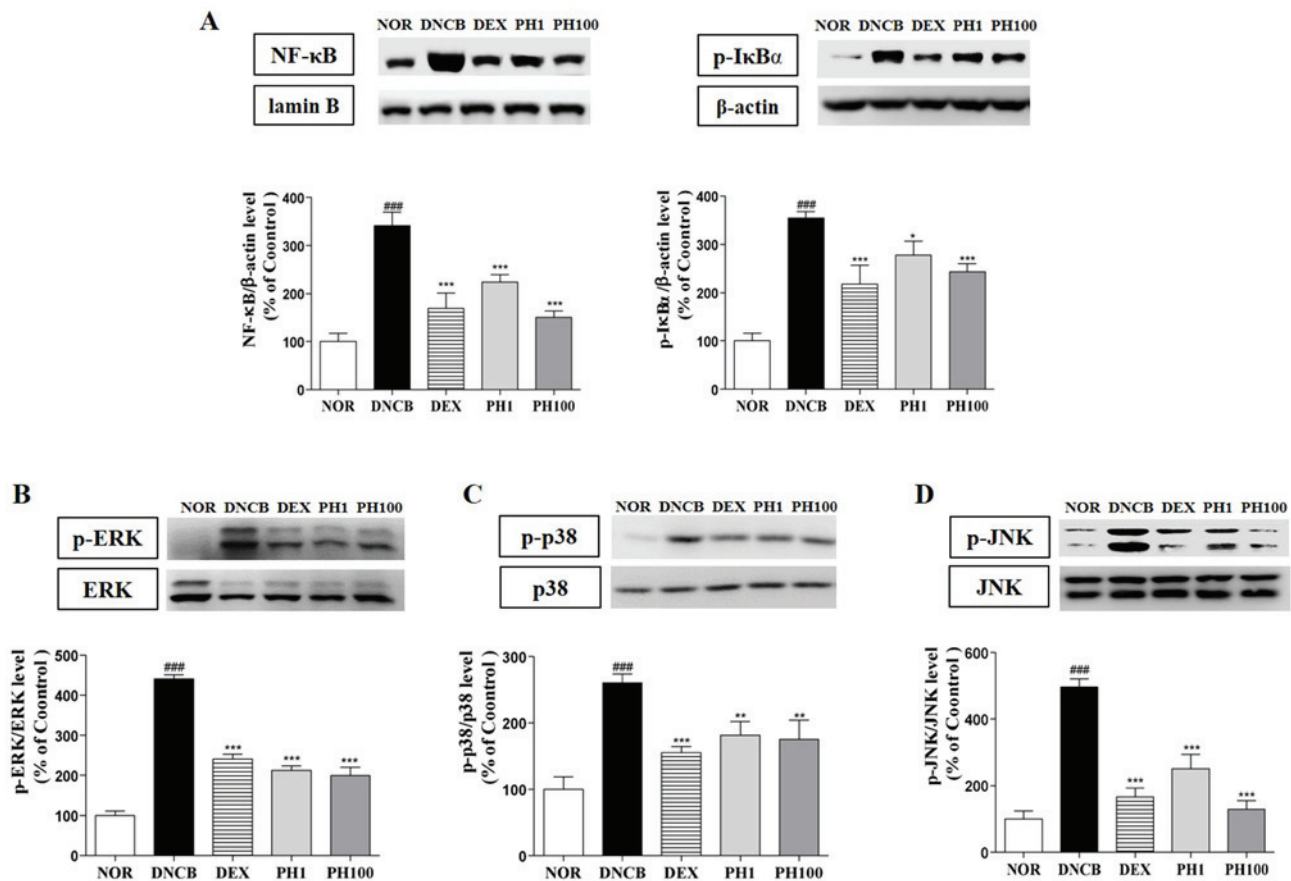 A
NOR DNCB DEX PH1 PH100
NF-κB
lamin B
NOR DNCB DEX PH1 PH100
p-IκBα
β-actin
NF-κB/β-actin level
(% of Coontrol )
400
300
200
100
0
###
***
***
***
NOR DNCB DEX PH1 PH100
p-IκBα /β-actin level
(% of Coontrol )
400
300
200
100
0
###
***
*
***
NOR DNCB DEX PH1 PH100
B
NOR DNCB DEX PH1 PH100
p-ERK
ERK
p-ERK/ERK level
(% of Coontrol )
500
400
300
200
100
0
###
***
***
***
NOR DNCB DEX PH1 PH100
C
NOR DNCB DEX PH1 PH100
p-p38
p38
p-p38/p38 level
(% of Coontrol )
300
200
100
0
###
***
**
**
NOR DNCB DEX PH1 PH100
D
NOR DNCB DEX PH1 PH100
p-JNK
JNK
p-JNK/JNK level
(% of Coontrol )
600
400
200
0
###
***
***
***
NOR DNCB DEX PH1 PH100